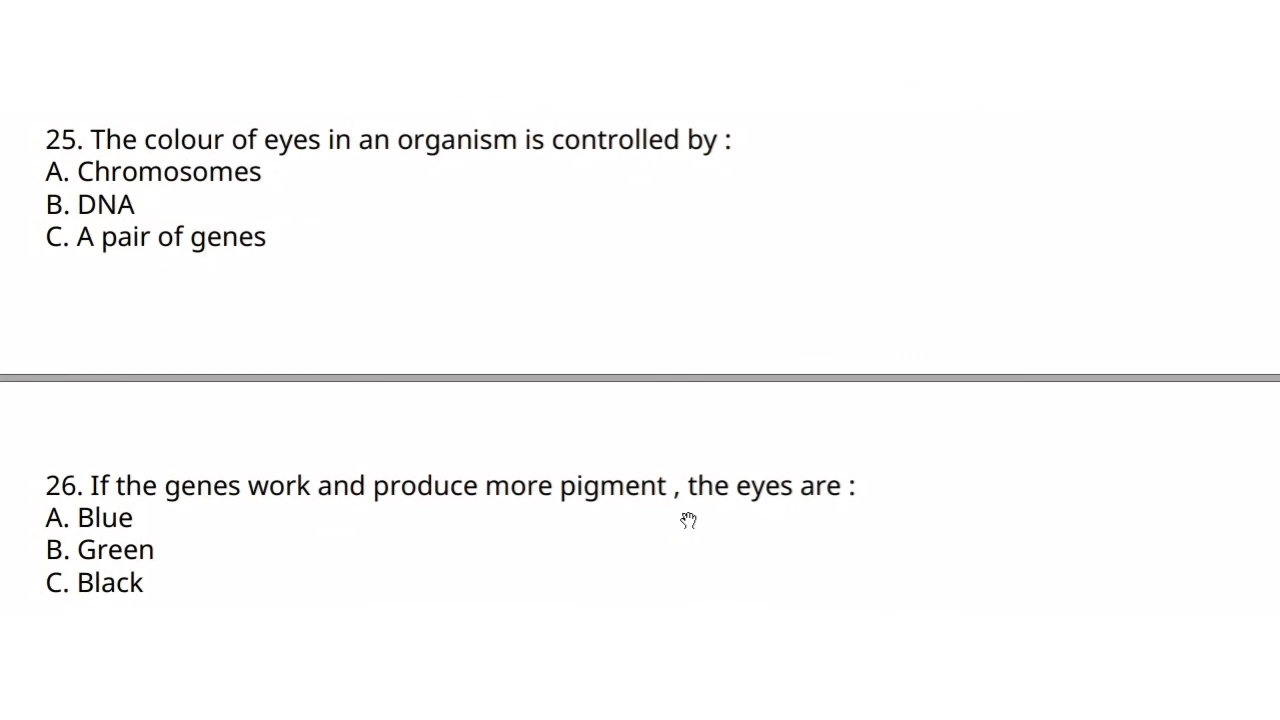 25. The colour of eyes in an organism is controlled by :
A. Chromosomes
B. DNA
C. A pair of genes
26. If the genes work and produce more pigment , the eyes are :
A. Blue
B. Green
C. Black